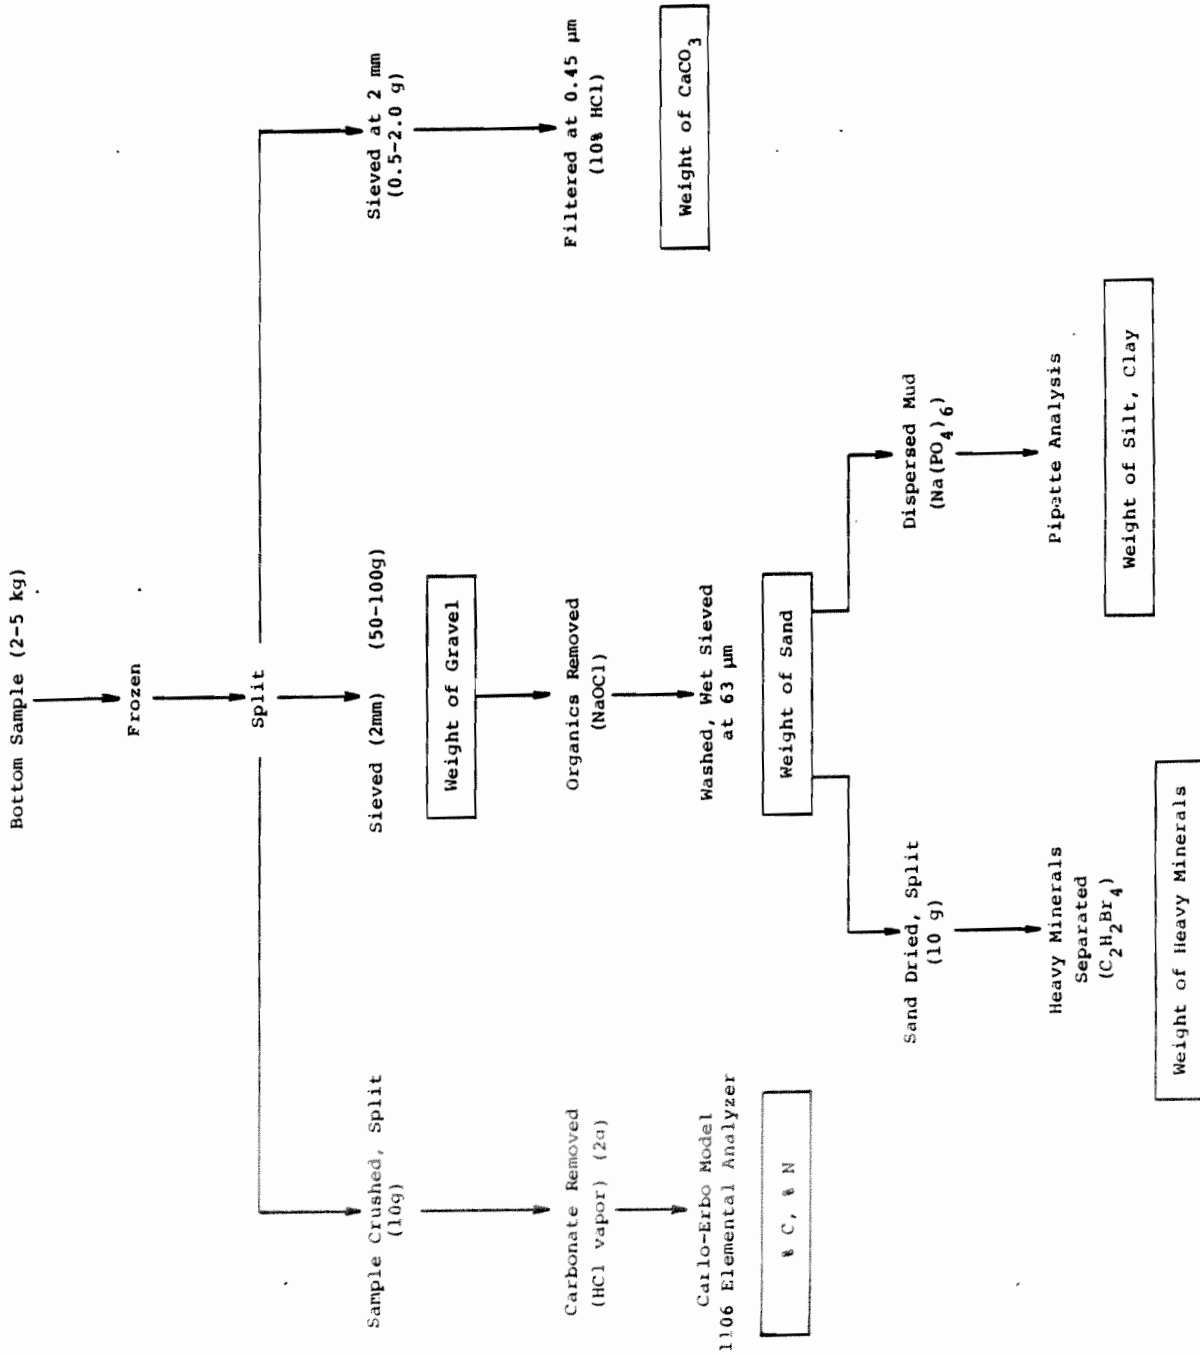 Bottom Sample (2-5 kg)
Frozen
Split
Sample Crushed, Split
(10g)
Carbonate Removed
(HCl vapor) (2g)
Carlo-Erbo Model
1106 Elemental Analyzer
% C, % N
Sieved (2mm) (50-100g)
Weight of Gravel
Organics Removed
(NaOCl)
Washed, Wet Sieved
at 63 µm
Weight of Sand
Sand Dried, Split
(10 g)
Heavy Minerals
Separated
(C2H2Br4)
Weight of Heavy Minerals
Dispersed Mud
(Na(PO4)6)
Pipette Analysis
Weight of Silt, Clay
Sieved at 2 mm
(0.5-2.0 g)
Filtered at 0.45 µm
(10% HCl)
Weight of CaCO3